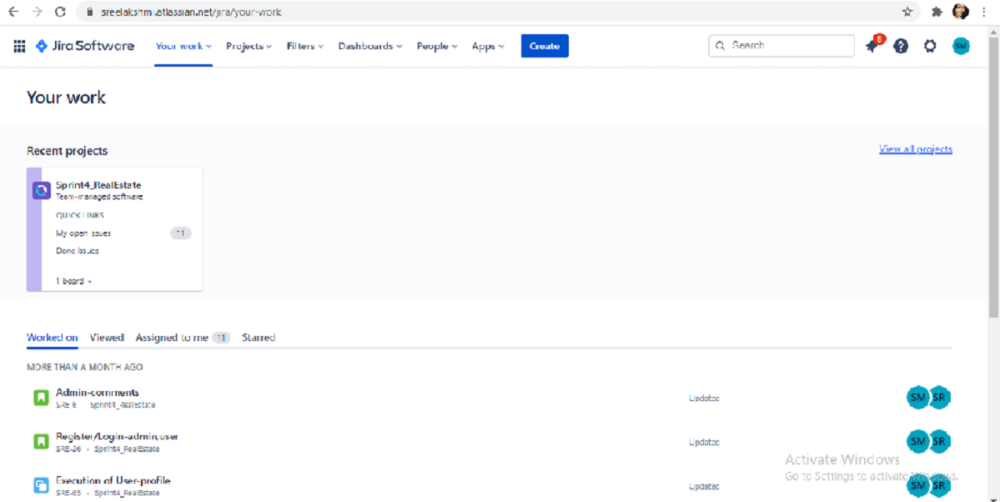 sreelakshmi.atlassian.net/jira/your-work
Jira Software Your work Projects Filters Dashboards People Apps Create Search 8 SM
Your work
Recent projects View all projects
Sprint4_RealEstate
Team-managed software
QUICK LINKS
My open issues 11
Done issues
1 board
Worked on Viewed Assigned to me 11 Starred
MORE THAN A MONTH AGO
Admin-comments
SRE-6 · Sprint4_RealEstate Updated SM SR
Register/Login-admin,user
SRE-26 · Sprint4_RealEstate Updated SM SR
Activate Windows
Go to Settings to activate Windows.
Execution of User-profile
SRE-65 · Sprint4_RealEstate Updated SM SR